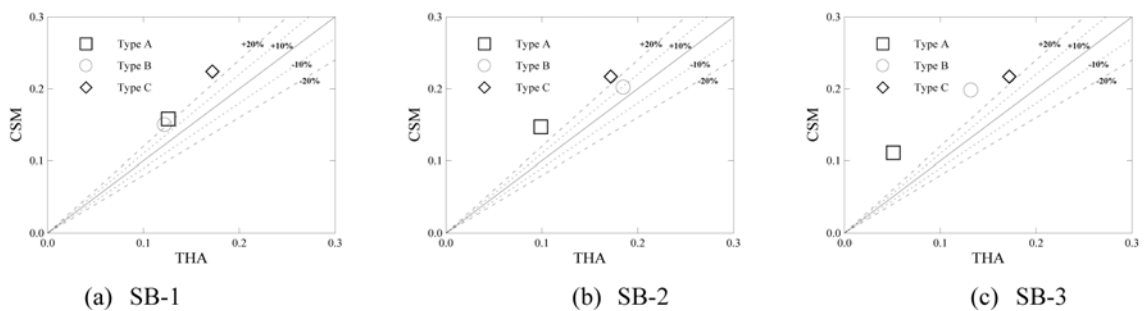 0.3
0.2
0.1
0.0
0.0 0.1 0.2 0.3
CSM
THA
Type A
Type B
Type C
+20% +10%
-10%
-20%
(a) SB-1
0.3
0.2
0.1
0.0
0.0 0.1 0.2 0.3
CSM
THA
Type A
Type B
Type C
+20% +10%
-10%
-20%
(b) SB-2
0.3
0.2
0.1
0.0
0.0 0.1 0.2 0.3
CSM
THA
Type A
Type B
Type C
+20% +10%
-10%
-20%
(c) SB-3